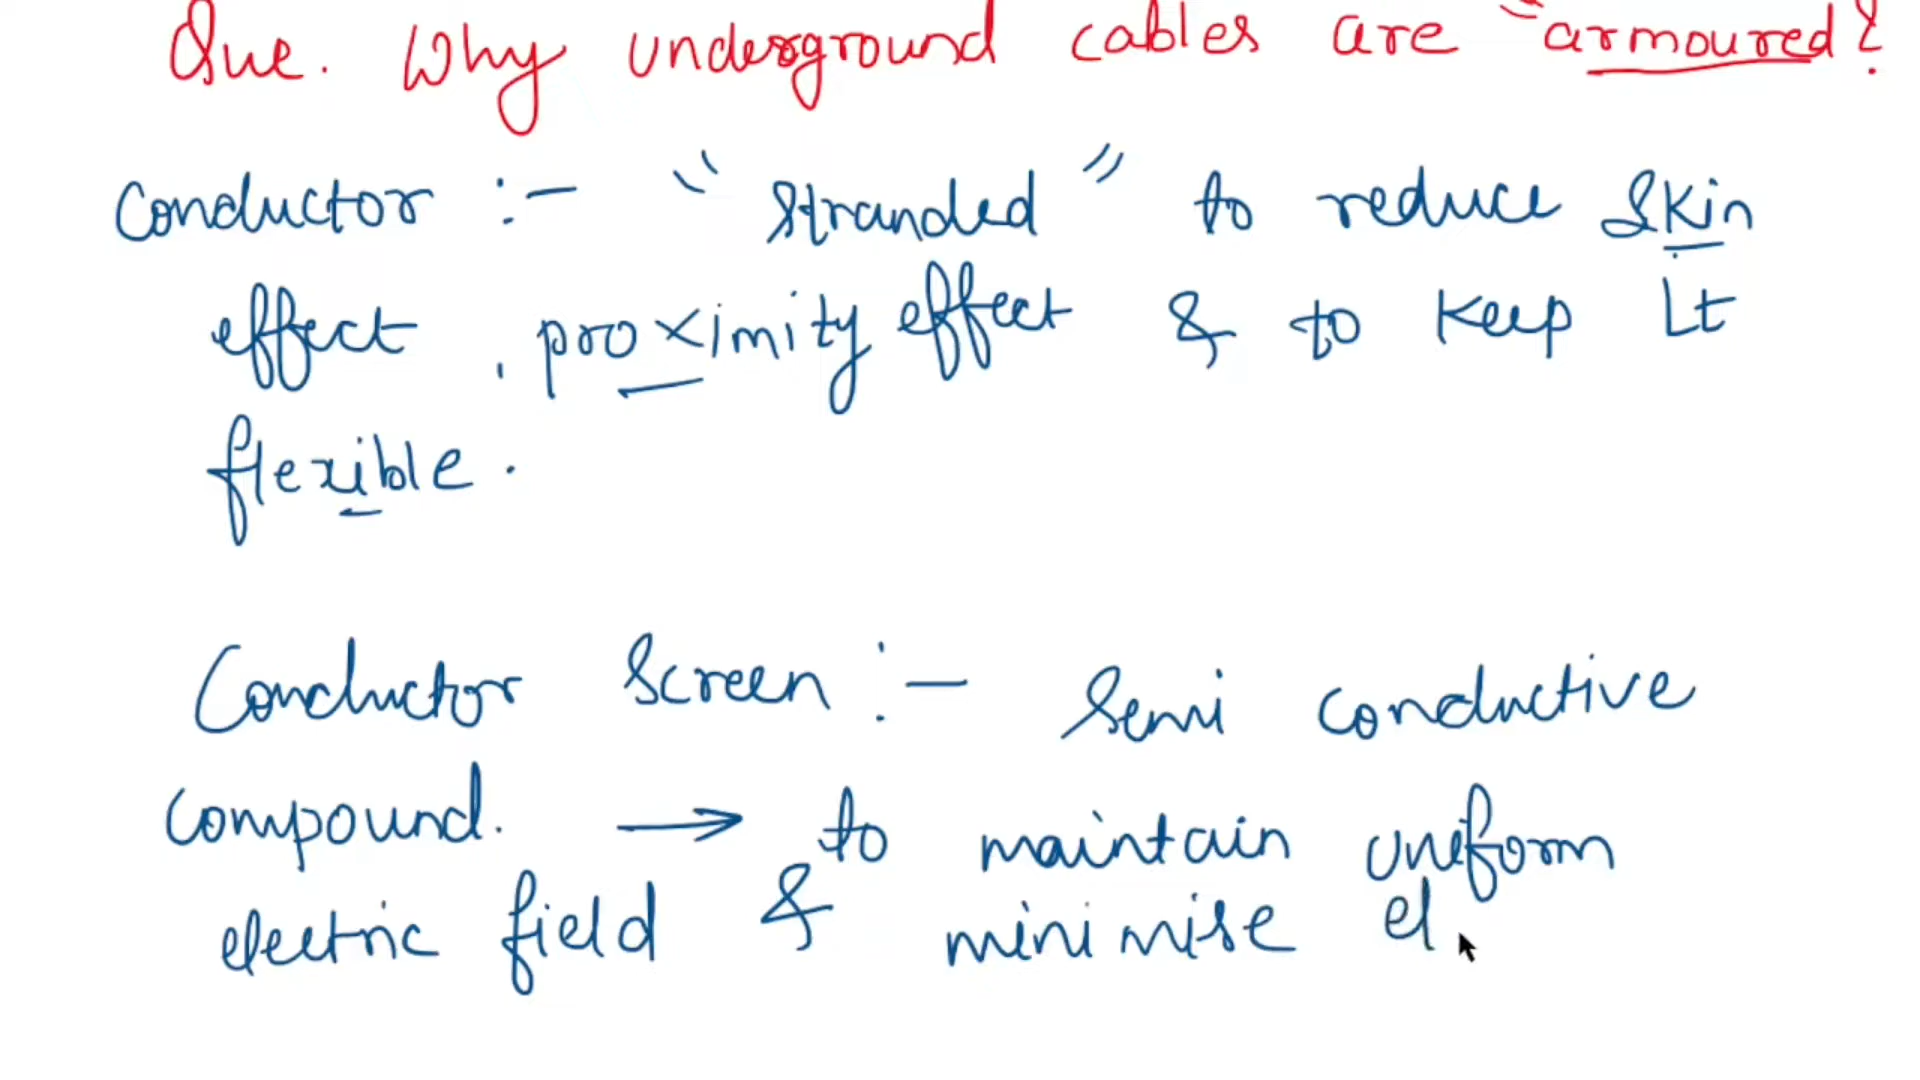 Que. Why underground cables are "armoured?
Conductor :- "Stranded" to reduce Skin
effect, proximity effect & to keep it
flexible.
Conductor Screen :- Semi conductive
compound. → to maintain uniform
electric field & minimise el